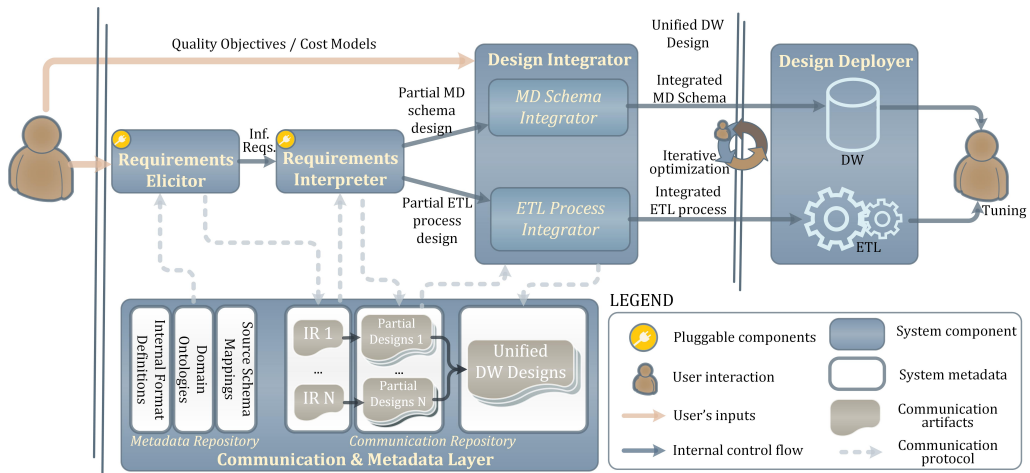 Quality Objectives / Cost Models
Unified DW
Design
Design Integrator
Design Deployer
Partial MD
schema
design
MD Schema
Integrator
Integrated
MD Schema
DW
Inf.
Reqs.
Requirements
Elicitor
Requirements
Interpreter
Iterative
optimization
Partial ETL
process
design
ETL Process
Integrator
Integrated
ETL process
ETL
Tuning
Internal Format
Definitions
Domain
Ontologies
Source Schema
Mappings
IR 1
...
IR N
Partial
Designs 1
...
Partial
Designs N
Unified
DW Designs
Metadata Repository
Communication Repository
Communication & Metadata Layer
LEGEND
Pluggable components
System component
User interaction
System metadata
User's inputs
Communication
artifacts
Internal control flow
Communication
protocol